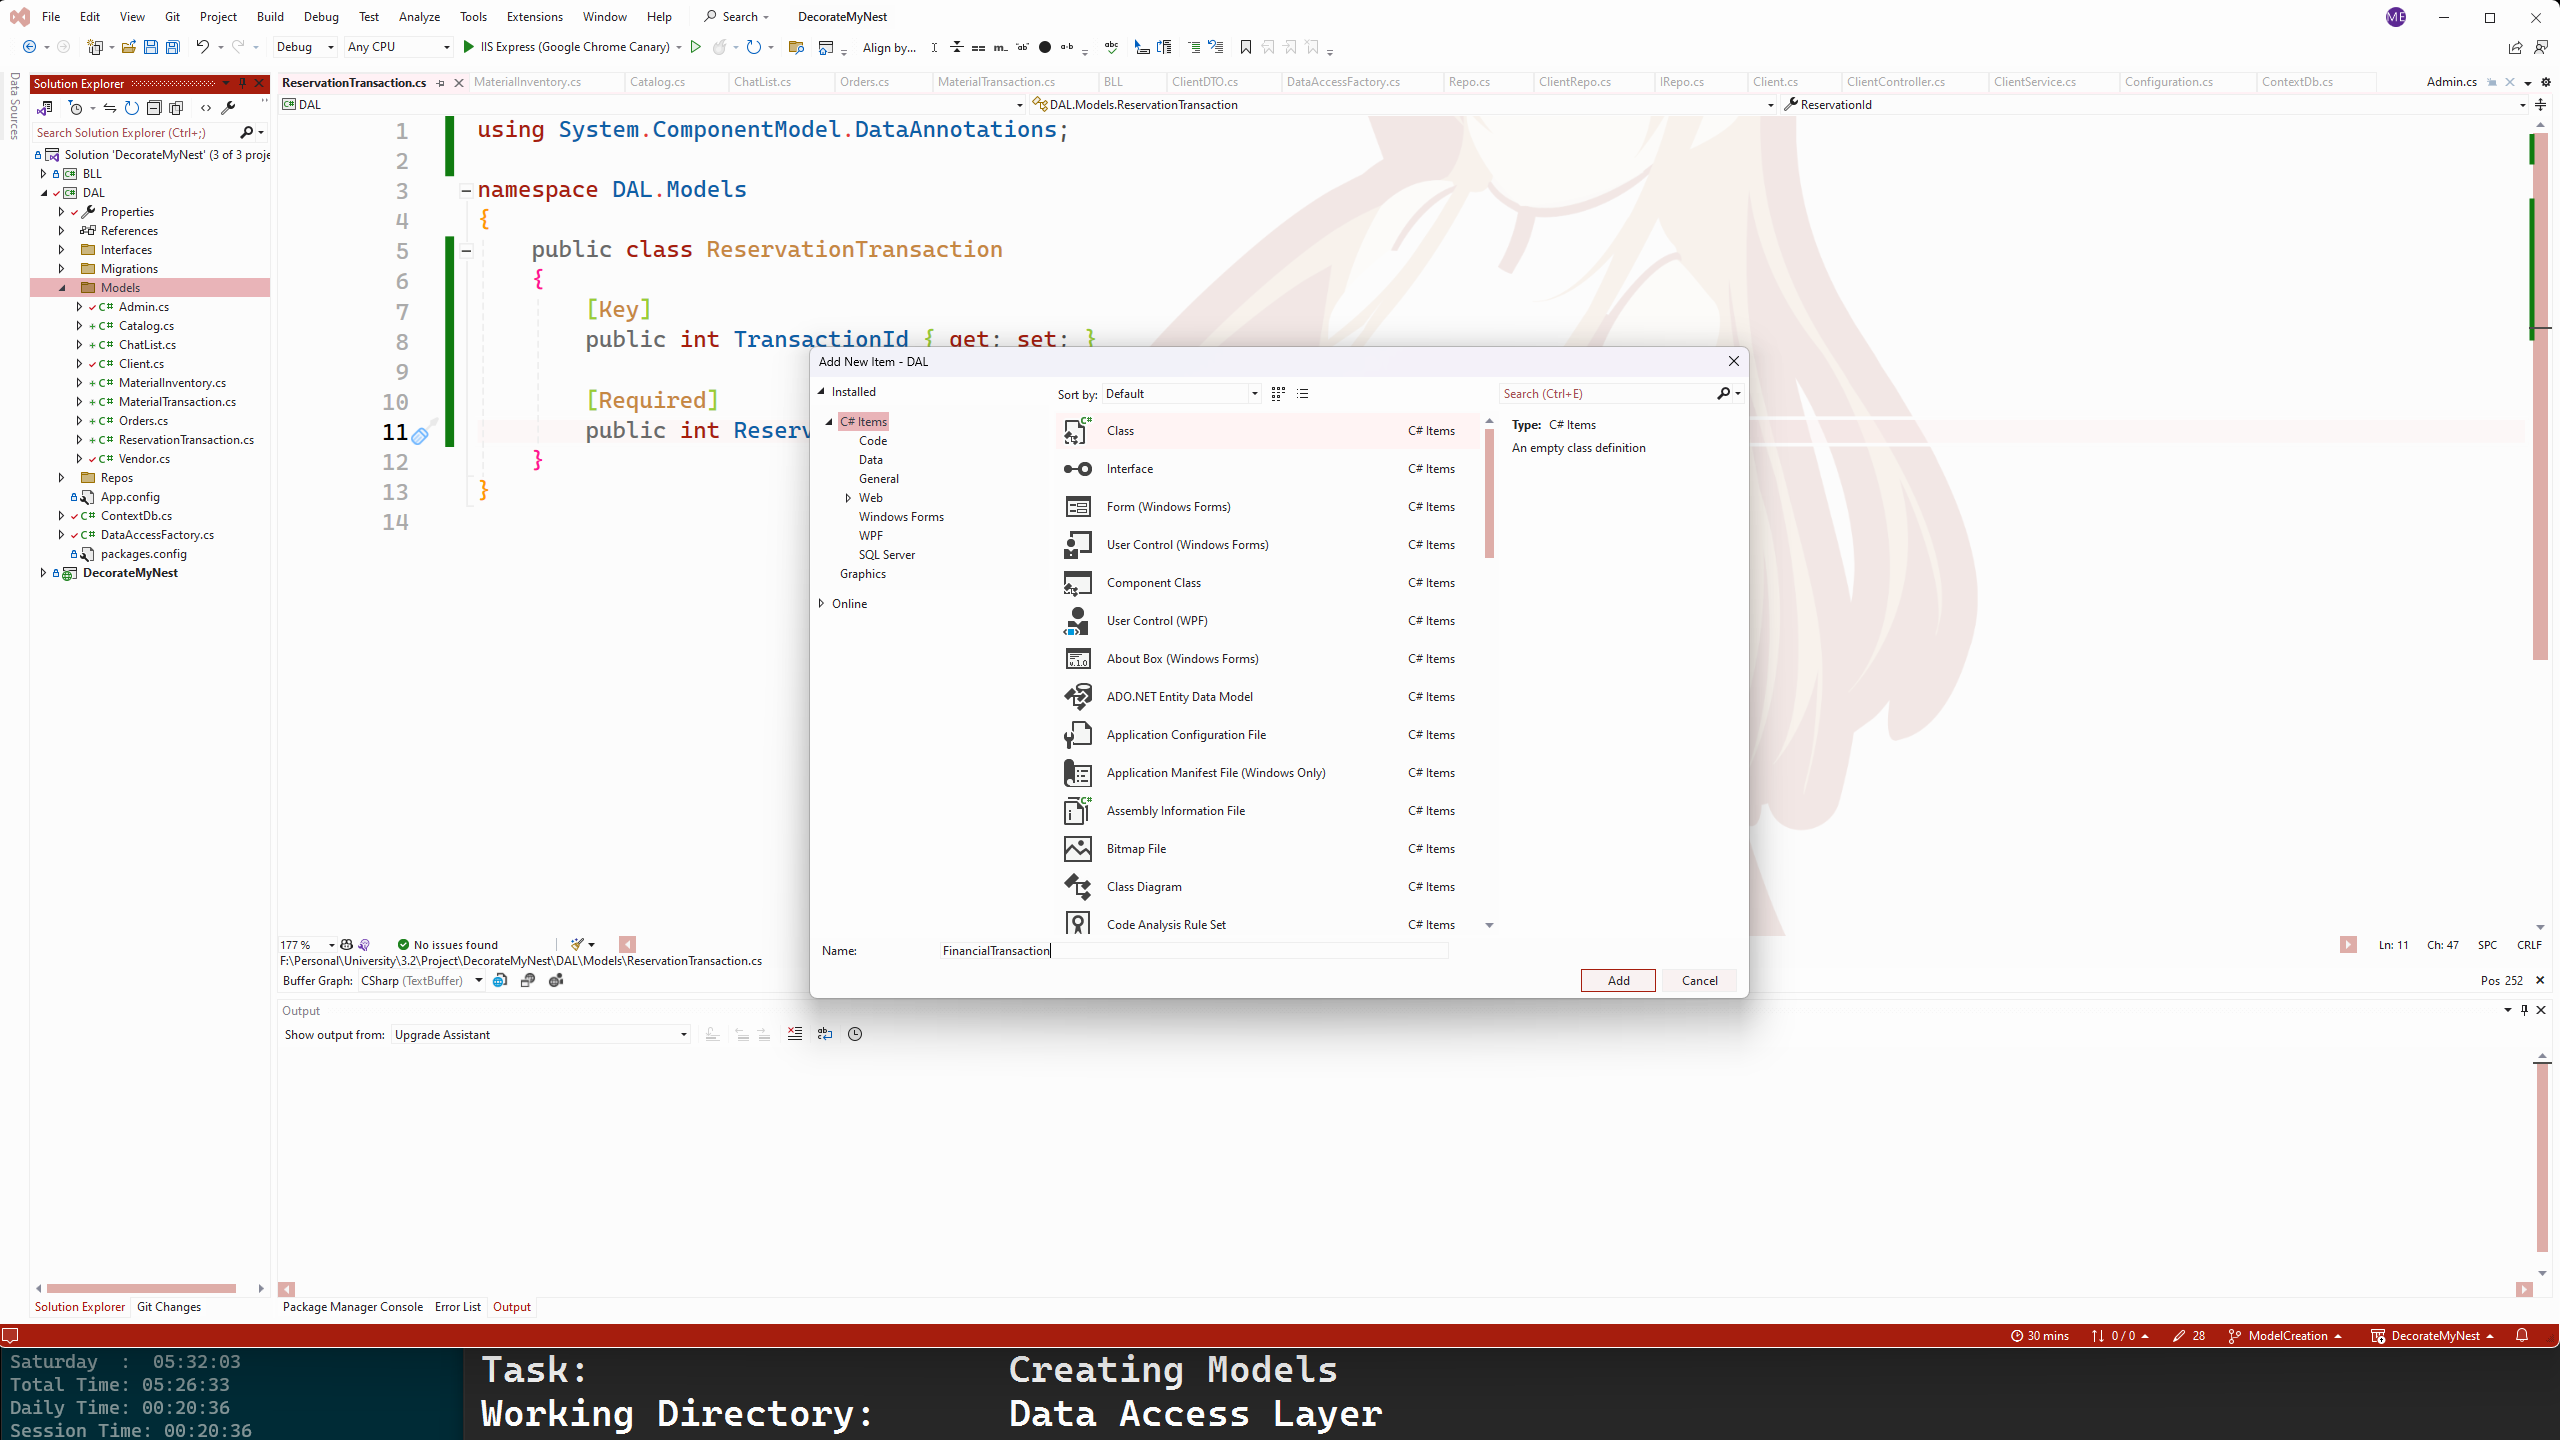 File Edit View Git Project Build Debug Test Analyze Tools Extensions Window Help Search DecorateMyNest ME
Debug Any CPU IIS Express (Google Chrome Canary) Align by...
Data Sources
Solution Explorer
Search Solution Explorer (Ctrl+;)
Solution 'DecorateMyNest' (3 of 3 proje
BLL
DAL
Properties
References
Interfaces
Migrations
Models
Admin.cs
Catalog.cs
ChatList.cs
Client.cs
MaterialInventory.cs
MaterialTransaction.cs
Orders.cs
ReservationTransaction.cs
Vendor.cs
Repos
App.config
ContextDb.cs
DataAccessFactory.cs
packages.config
DecorateMyNest
ReservationTransaction.cs MaterialInventory.cs Catalog.cs ChatList.cs Orders.cs MaterialTransaction.cs BLL ClientDTO.cs DataAccessFactory.cs Repo.cs ClientRepo.cs IRepo.cs Client.cs ClientController.cs ClientService.cs Configuration.cs ContextDb.cs Admin.cs
DAL DAL.Models.ReservationTransaction ReservationId
1 using System.ComponentModel.DataAnnotations;
2
3 namespace DAL.Models
4 {
5 public class ReservationTransaction
6 {
7 [Key]
8 public int TransactionId { get; set; }
9
10 [Required]
11 public int Reserv
12 }
13 }
14
Add New Item - DAL
Installed
C# Items
Code
Data
General
Web
Windows Forms
WPF
SQL Server
Graphics
Online
Sort by: Default
Search (Ctrl+E)
Class C# Items
Interface C# Items
Form (Windows Forms) C# Items
User Control (Windows Forms) C# Items
Component Class C# Items
User Control (WPF) C# Items
About Box (Windows Forms) C# Items
ADO.NET Entity Data Model C# Items
Application Configuration File C# Items
Application Manifest File (Windows Only) C# Items
Assembly Information File C# Items
Bitmap File C# Items
Class Diagram C# Items
Code Analysis Rule Set C# Items
Type: C# Items
An empty class definition
Name: FinancialTransaction
Add Cancel
177 % No issues found Ln: 11 Ch: 47 SPC CRLF
F:\Personal\University\3.2\Project\DecorateMyNest\DAL\Models\ReservationTransaction.cs
Buffer Graph: CSharp (TextBuffer) Pos 252
Output
Show output from: Upgrade Assistant
Solution Explorer Git Changes Package Manager Console Error List Output
30 mins 0 / 0 28 ModelCreation DecorateMyNest
Saturday : 05:32:03
Total Time: 05:26:33
Daily Time: 00:20:36
Session Time: 00:20:36
Task: Creating Models
Working Directory: Data Access Layer